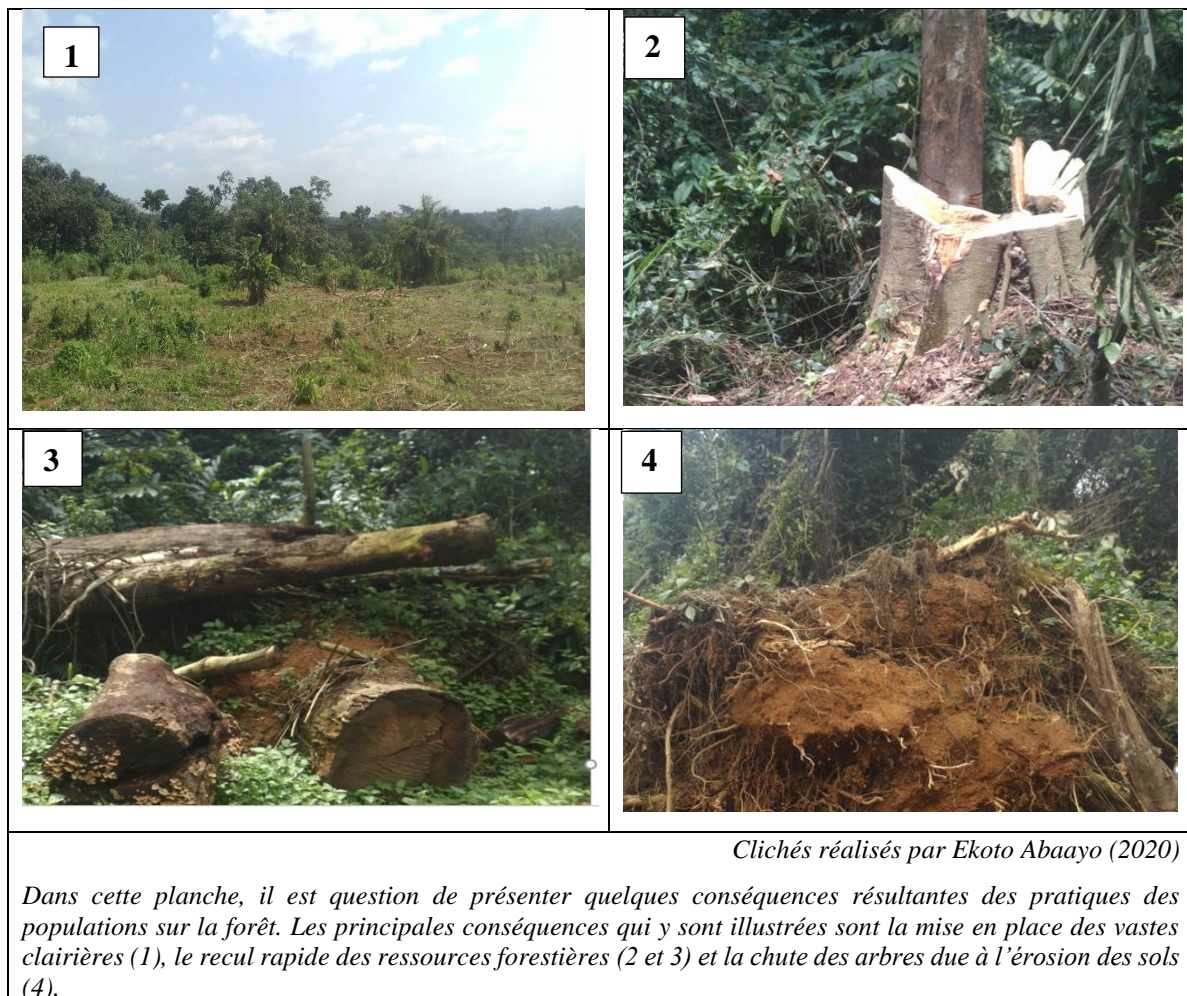 1
2
3
4
Clichés réalisés par Ekoto Abaayo (2020)
Dans cette planche, il est question de présenter quelques conséquences résultantes des pratiques des
populations sur la forêt. Les principales conséquences qui y sont illustrées sont la mise en place des vastes
clairières (1), le recul rapide des ressources forestières (2 et 3) et la chute des arbres due à l'érosion des sols
(4).